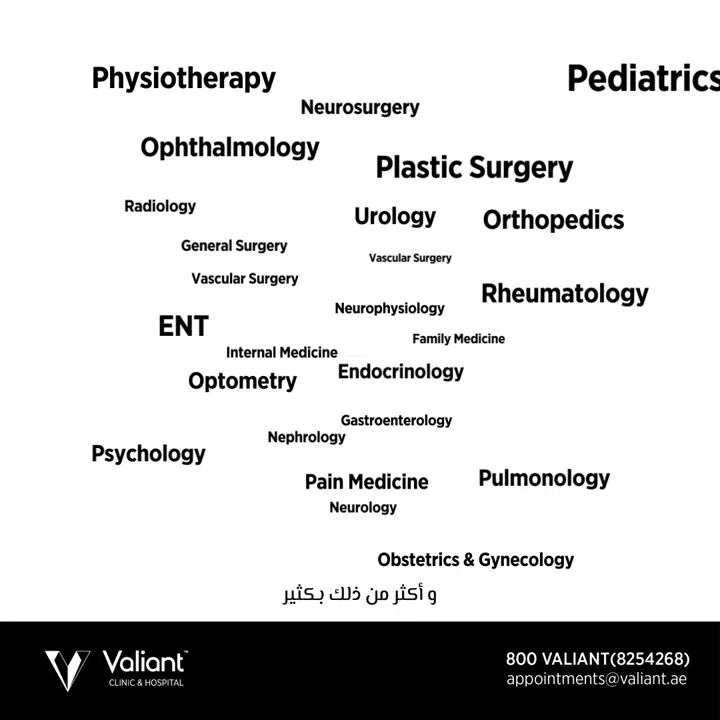 Physiotherapy
Pediatrics
Neurosurgery
Ophthalmology
Plastic Surgery
Radiology
Urology
Orthopedics
General Surgery
Vascular Surgery
Vascular Surgery
Rheumatology
Neurophysiology
ENT
Family Medicine
Internal Medicine
Endocrinology
Optometry
Gastroenterology
Nephrology
Psychology
Pain Medicine
Pulmonology
Neurology
Obstetrics & Gynecology
و أكثر من ذلك بكثير
Valiant™
CLINIC & HOSPITAL
800 VALIANT(8254268)
appointments@valiant.ae